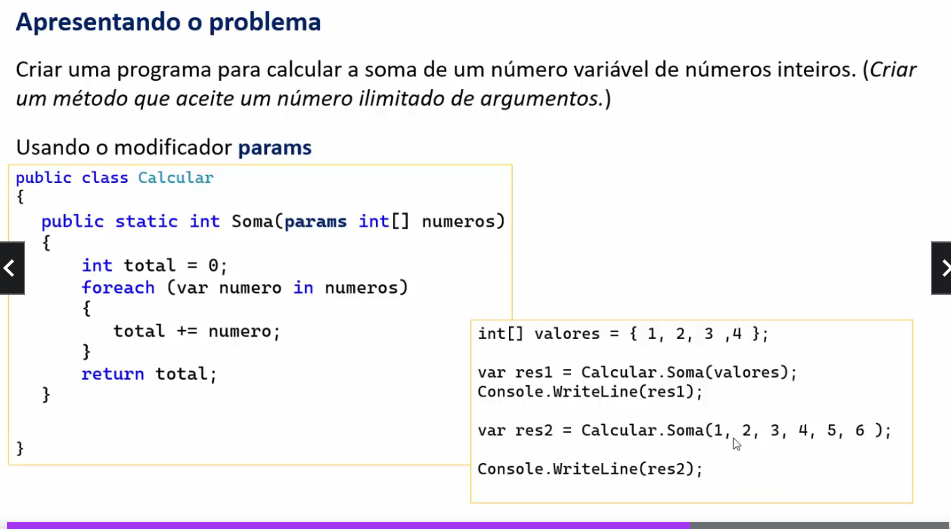 Apresentando o problema
Criar uma programa para calcular a soma de um número variável de números inteiros. (Criar
um método que aceite um número ilimitado de argumentos.)
Usando o modificador params
public class Calcular
{
public static int Soma(params int[] numeros)
{
int total = 0;
foreach (var numero in numeros)
{
total += numero;
}
return total;
}
}
int[] valores = { 1, 2, 3 ,4 };
var res1 = Calcular.Soma(valores);
Console.WriteLine(res1);
var res2 = Calcular.Soma(1, 2, 3, 4, 5, 6 );
Console.WriteLine(res2);